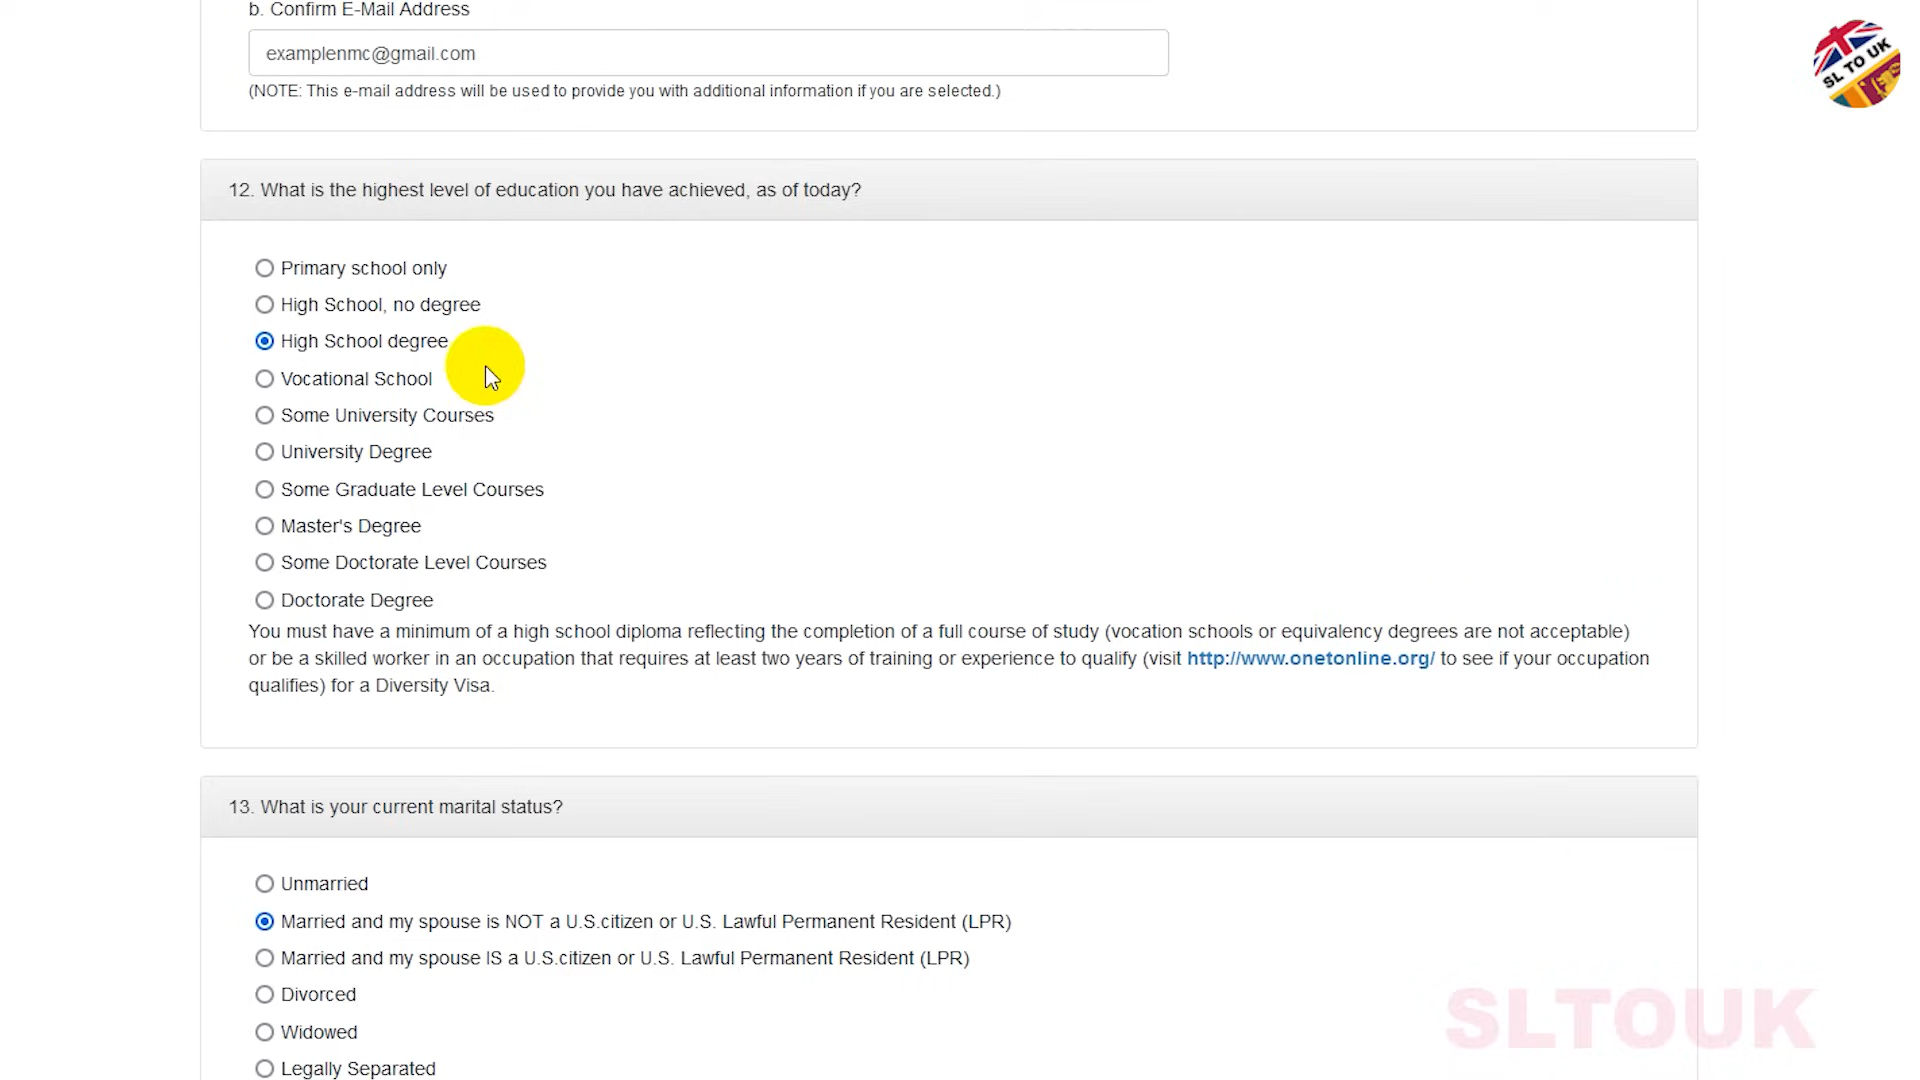 b. Confirm E-Mail Address
examplenmc@gmail.com
(NOTE: This e-mail address will be used to provide you with additional information if you are selected.)
SL TO UK
12. What is the highest level of education you have achieved, as of today?
Primary school only
High School, no degree
High School degree
Vocational School
Some University Courses
University Degree
Some Graduate Level Courses
Master's Degree
Some Doctorate Level Courses
Doctorate Degree
You must have a minimum of a high school diploma reflecting the completion of a full course of study (vocation schools or equivalency degrees are not acceptable)
or be a skilled worker in an occupation that requires at least two years of training or experience to qualify (visit http://www.onetonline.org/ to see if your occupation
qualifies) for a Diversity Visa.
13. What is your current marital status?
Unmarried
Married and my spouse is NOT a U.S.citizen or U.S. Lawful Permanent Resident (LPR)
Married and my spouse IS a U.S.citizen or U.S. Lawful Permanent Resident (LPR)
Divorced
Widowed
Legally Separated
SLTOUK